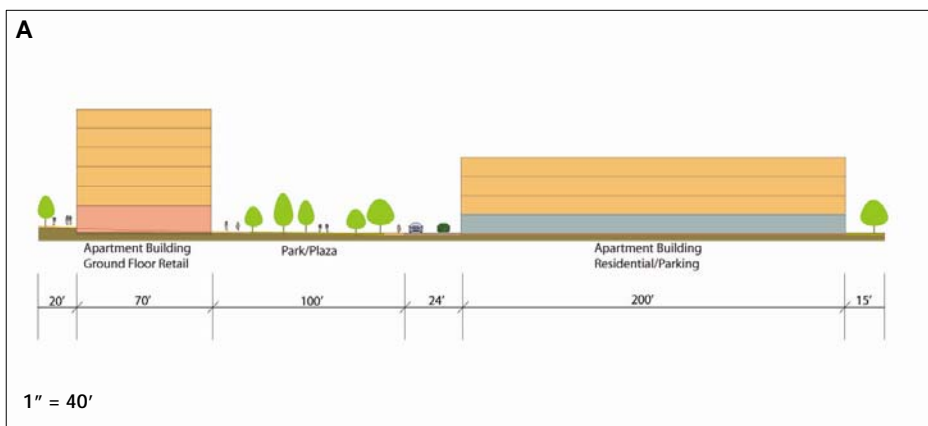 A
Apartment Building
Ground Floor Retail
Park/Plaza
Apartment Building
Residential/Parking
20′ 70′ 100′ 24′ 200′ 15′
1″ = 40′